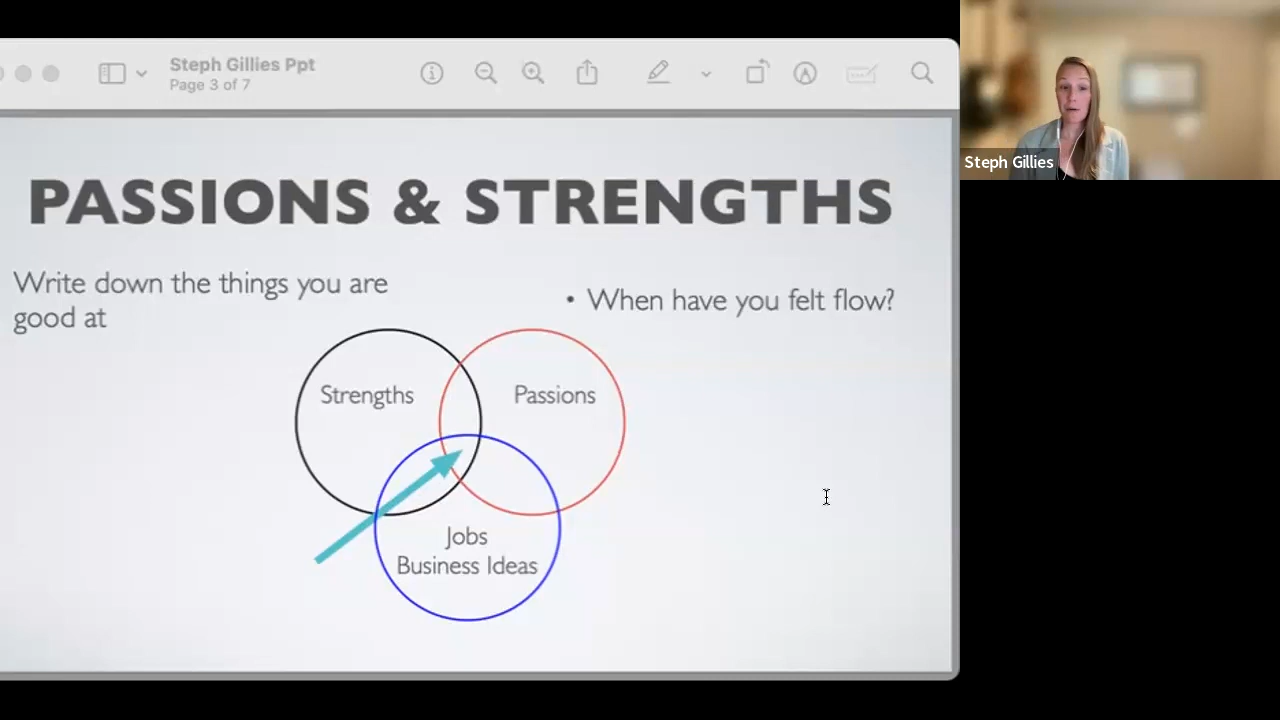 Steph Gillies Ppt
Page 3 of 7
Steph Gillies
PASSIONS & STRENGTHS
Write down the things you are
good at
• When have you felt flow?
Strengths
Passions
Jobs
Business Ideas